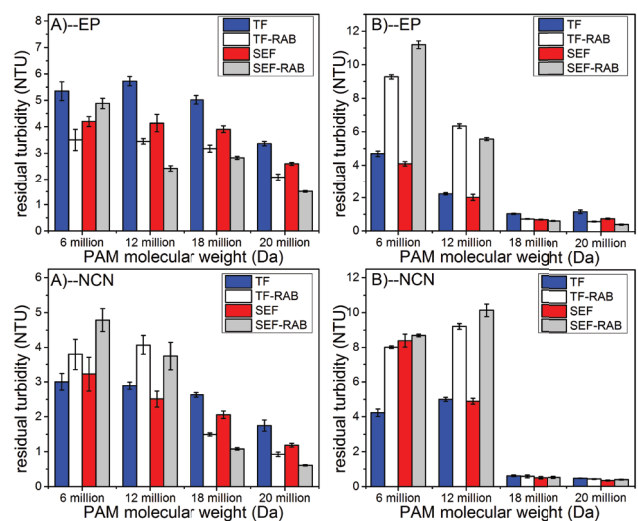 A)--EP
TF
TF-RAB
SEF
SEF-RAB
residual turbidity (NTU)
8
7
6
5
4
3
2
1
0
6 million 12 million 18 million 20 million
PAM molecular weight (Da)
B)--EP
TF
TF-RAB
SEF
SEF-RAB
residual turbidity (NTU)
12
10
8
6
4
2
0
6 million 12 million 18 million 20 million
PAM molecular weight (Da)
A)--NCN
TF
TF-RAB
SEF
SEF-RAB
residual turbidity (NTU)
6
5
4
3
2
1
0
6 million 12 million 18 million 20 million
PAM molecular weight (Da)
B)--NCN
TF
TF-RAB
SEF
SEF-RAB
residual turbidity (NTU)
12
10
8
6
4
2
0
6 million 12 million 18 million 20 million
PAM molecular weight (Da)